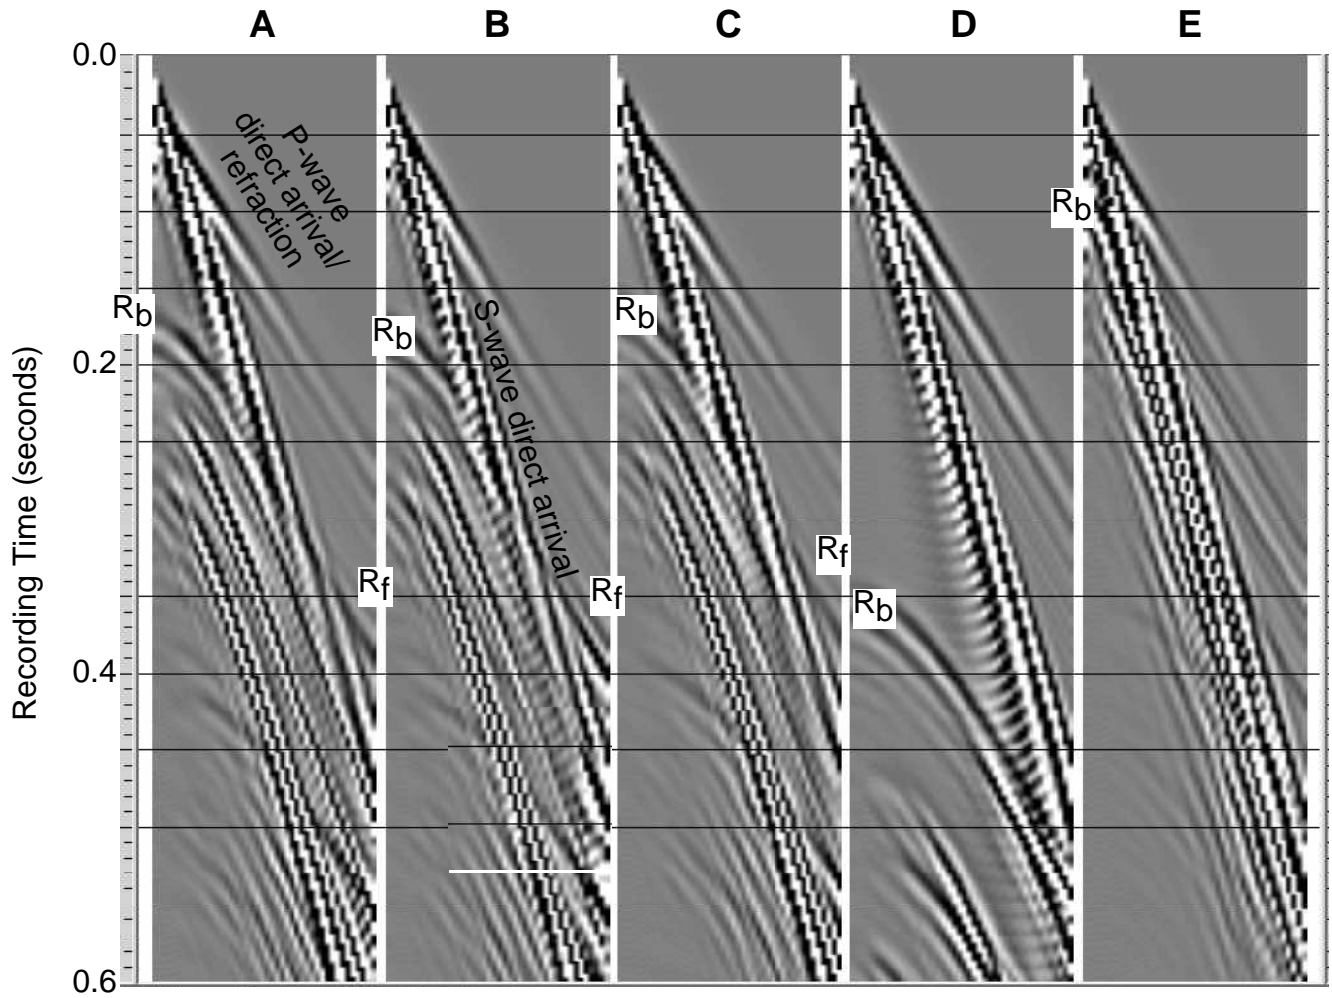 A B C D E
0.0
P-wave
direct arrival/
refraction
Rb
Rb
S-wave direct arrival
Rb
Rb
0.2
Recording Time (seconds)
Rf
Rf
Rf
Rb
0.4
0.6